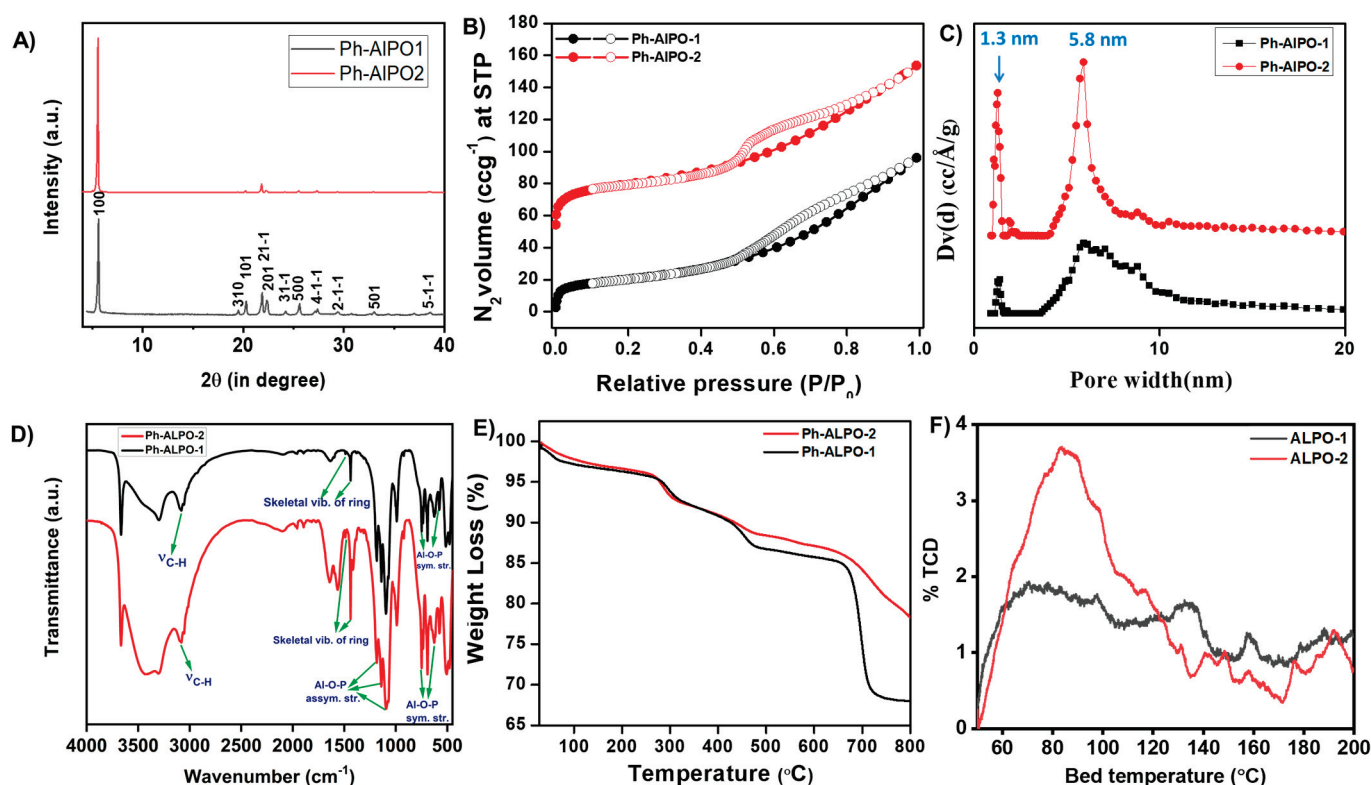 A)
Ph-AlPO1
Ph-AlPO2
Intensity (a.u.)
100
310
101
21-1
201
31-1
500
4-1-1
2-1-1
501
5-1-1
10 20 30 40
2θ (in degree)
B)
Ph-AlPO-1
Ph-AlPO-2
N2 volume (ccg-1) at STP
180
160
140
120
100
80
60
40
20
0
0.0 0.2 0.4 0.6 0.8 1.0
Relative pressure (P/P0)
C)
1.3 nm
5.8 nm
Ph-AlPO-1
Ph-AlPO-2
Dv(d) (cc/Å/g)
0 10 20
Pore width(nm)
D)
Ph-ALPO-2
Ph-ALPO-1
Transmittance (a.u.)
Skeletal vib. of ring
νC-H
Al-O-P
sym. str.
Skeletal vib. of ring
νC-H
Al-O-P
assym. str.
Al-O-P
sym. str.
4000 3500 3000 2500 2000 1500 1000 500
Wavenumber (cm-1)
E)
Ph-ALPO-2
Ph-ALPO-1
Weight Loss (%)
100
95
90
85
80
75
70
65
100 200 300 400 500 600 700 800
Temperature (°C)
F)
ALPO-1
ALPO-2
% TCD
4
3
2
1
0
60 80 100 120 140 160 180 200
Bed temperature (°C)